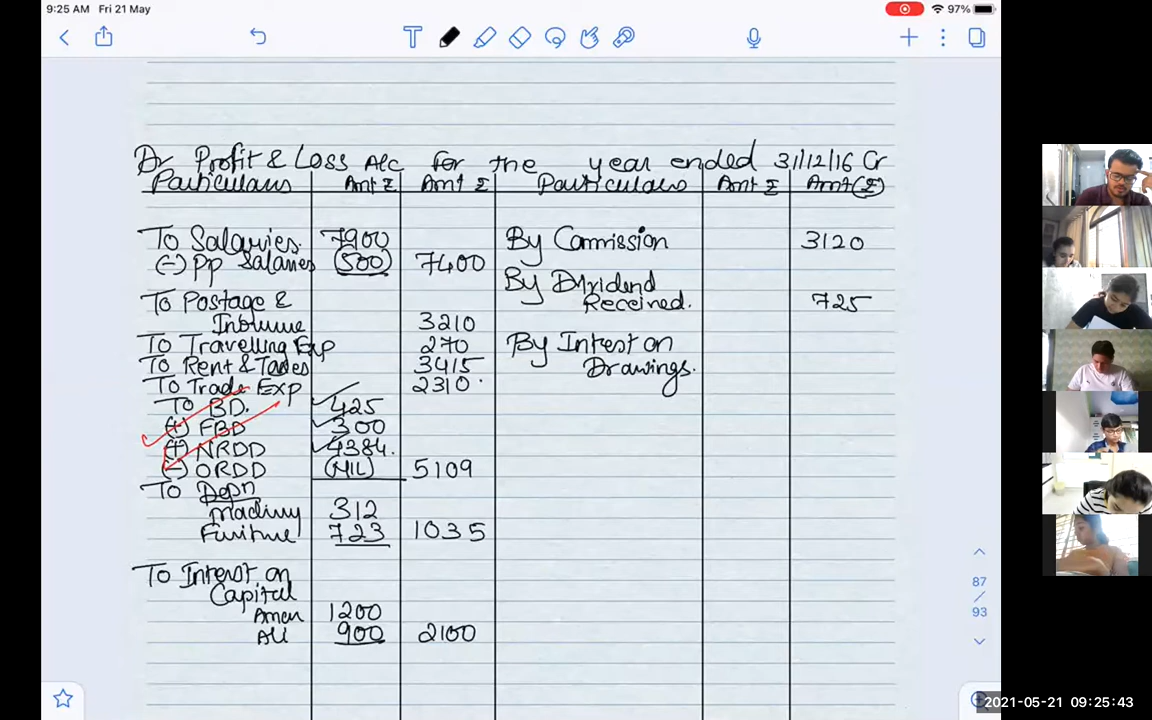 9:25 AM Fri 21 May
97%
Dr Profit & Loss A/c for the year ended 31/12/16 Cr
Particulars Amt ₹ Amt ₹ Particulars Amt ₹ Amt (₹)
To Salaries 7900 By Commission 3120
(-) Pp Salaries (500) 7400
By Dividend
Received. 725
To Postage &
3210
To Travelling Exp 270 By Interest on
To Rent & Taxes 3415 Drawings.
To Trade Exp 2310
To BD. 425
(+) FBD 300
(+) NRDD 4384.
(-) ORDD (NIL) 5109
To Depn
312
723 1035
To Interest on
Capital
Aman 1200
900 2100
87
/
93
2021-05-21 09:25:43